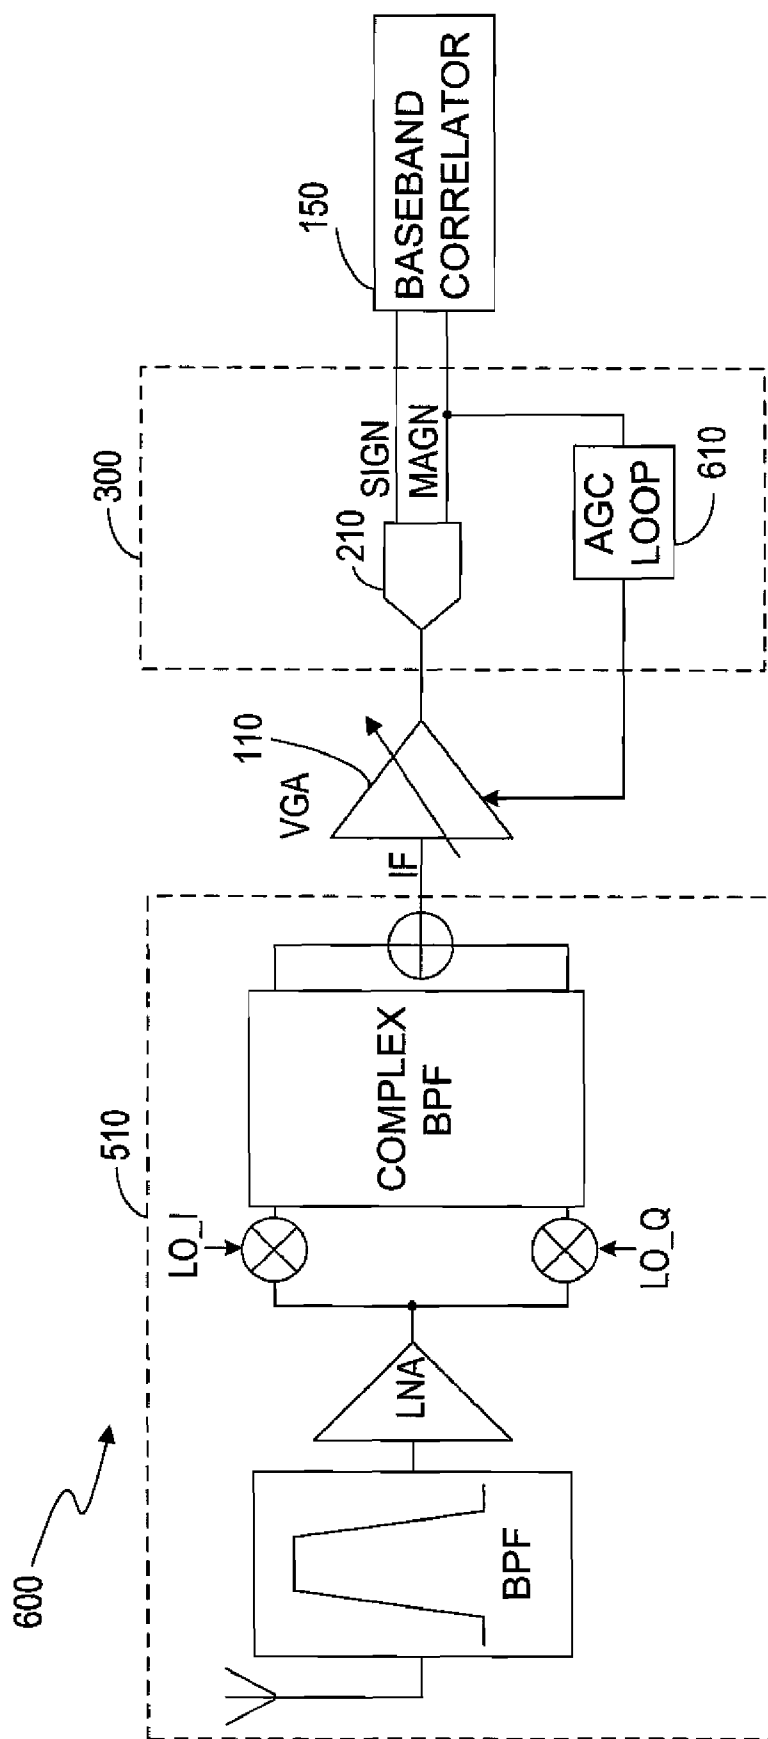 600
510
BPF
LNA
LO_I
LO_Q
COMPLEX
BPF
IF
VGA
110
300
210
SIGN
MAGN
AGC
LOOP
610
150
BASEBAND
CORRELATOR